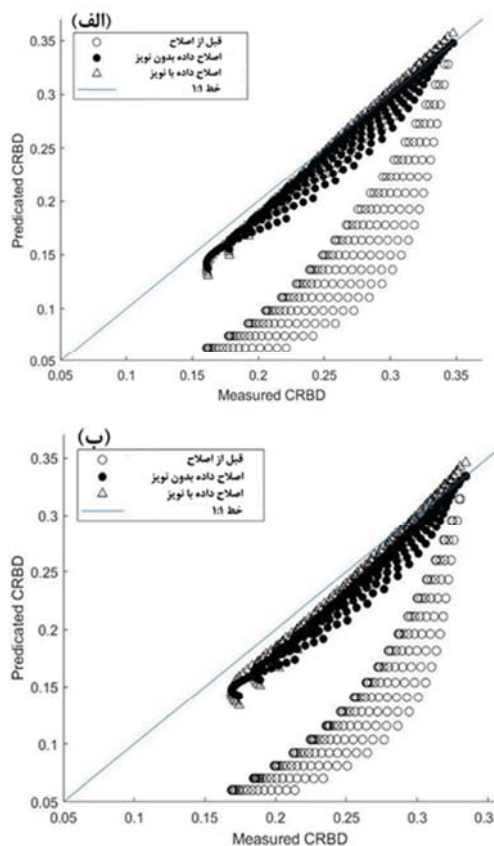 (الف)
0.35
0.3
0.25
0.2
0.15
0.1
0.05
Predicated CRBD
قبل از اصلاح
اصلاح داده بدون نویز
اصلاح داده با نویز
خط ۱:۱
0.05 0.1 0.15 0.2 0.25 0.3 0.35
Measured CRBD
(ب)
0.35
0.3
0.25
0.2
0.15
0.1
0.05
Predicated CRBD
قبل از اصلاح
اصلاح داده بدون نویز
اصلاح داده با نویز
خط ۱:۱
0.05 0.1 0.15 0.2 0.25 0.3
Measured CRBD